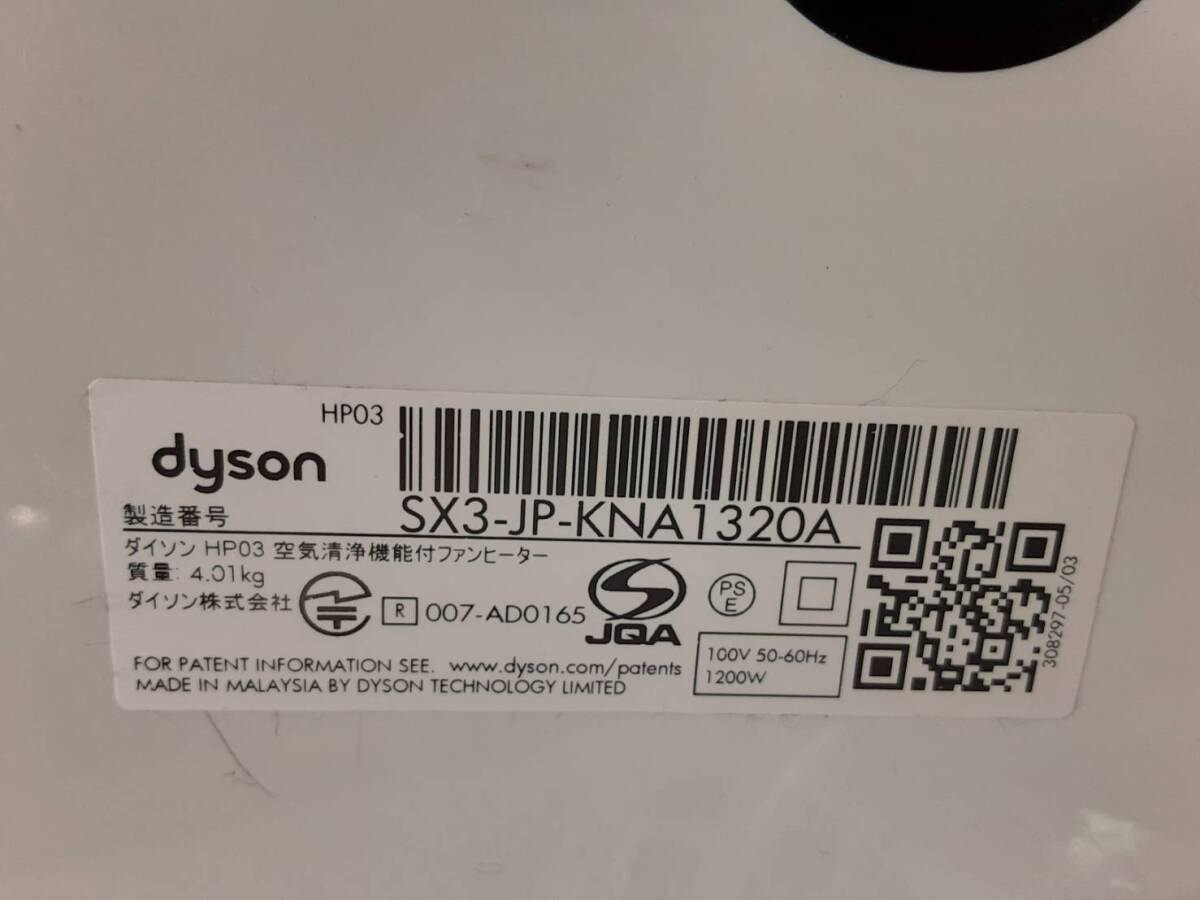 HP03
dyson
製造番号 SX3-JP-KNA1320A
ダイソン HP03 空気清浄機能付ファンヒーター
質量: 4.01kg
ダイソン株式会社
R 007-AD0165
JQA
PS
E
100V 50-60Hz
1200W
308297-05/03
FOR PATENT INFORMATION SEE. www.dyson.com/patents
MADE IN MALAYSIA BY DYSON TECHNOLOGY LIMITED